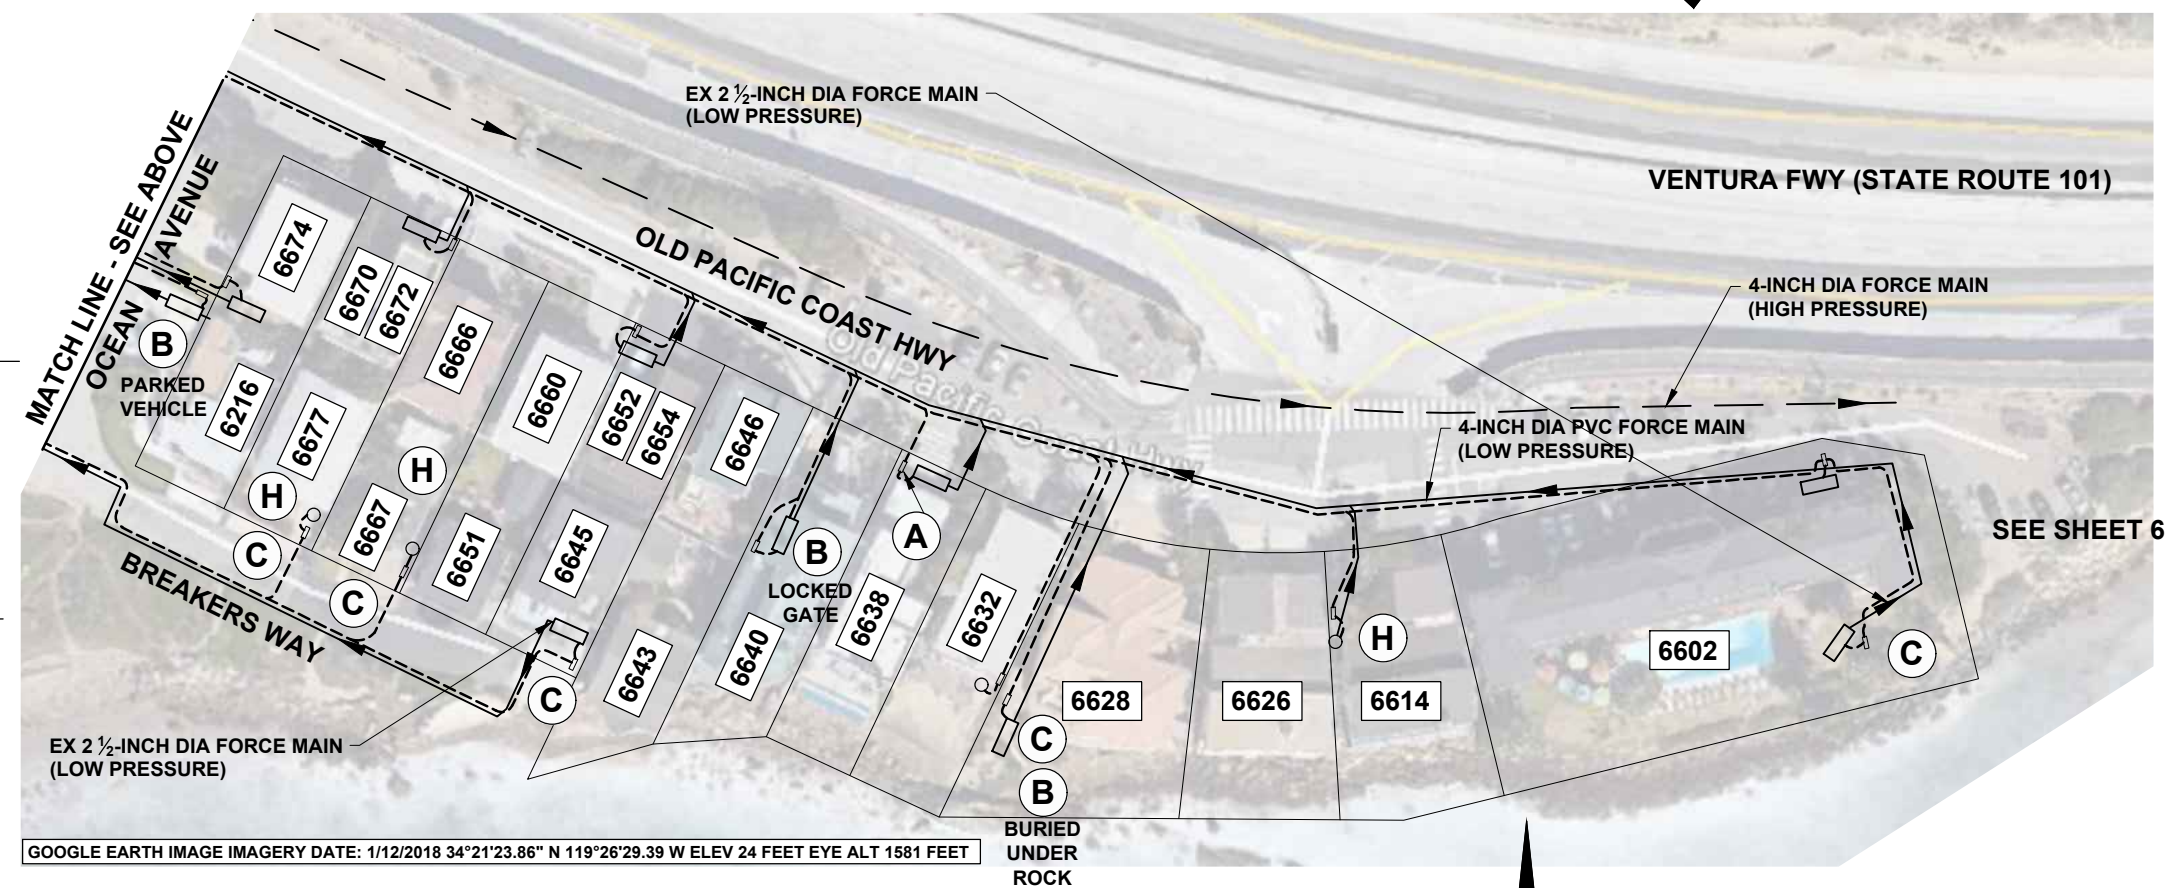 EX 2 ½-INCH DIA FORCE MAIN
(LOW PRESSURE)
VENTURA FWY (STATE ROUTE 101)
MATCH LINE - SEE ABOVE
OCEAN AVENUE
OLD PACIFIC COAST HWY
Old Pacific Coast Hwy
4-INCH DIA FORCE MAIN
(HIGH PRESSURE)
4-INCH DIA PVC FORCE MAIN
(LOW PRESSURE)
SEE SHEET 6
6674
6670
6672
6666
6660
6652
6654
6646
B
PARKED
VEHICLE
6216
6677
H
H
C
6667
C
6651
6645
C
6643
6640
B
LOCKED
GATE
A
6638
6632
C
B
BURIED
UNDER
ROCK
6628
6626
H
6614
6602
C
BREAKERS WAY
EX 2 ½-INCH DIA FORCE MAIN
(LOW PRESSURE)
GOOGLE EARTH IMAGE IMAGERY DATE: 1/12/2018 34°21'23.86" N 119°26'29.39 W ELEV 24 FEET EYE ALT 1581 FEET